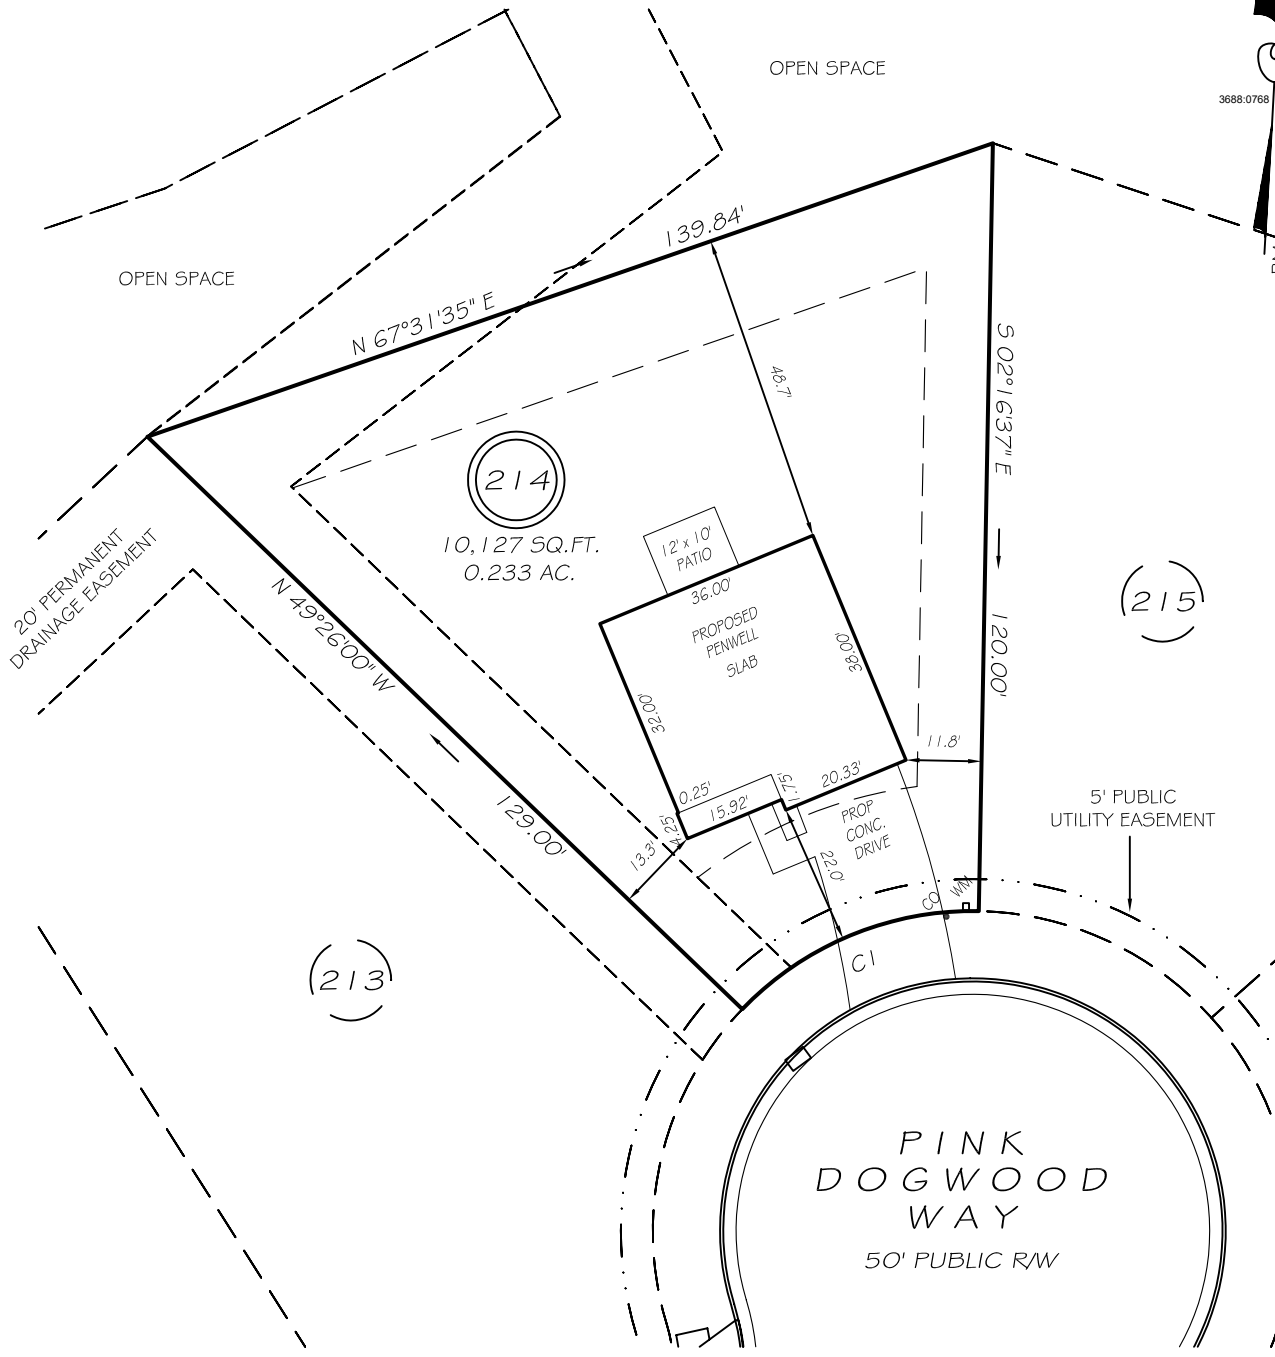 OPEN SPACE
3688:0768
139.84'
OPEN SPACE
N 67°31'35" E
48.7'
S 02°16'37" E
214
10,127 SQ.FT.
0.233 AC.
12' x 10'
PATIO
36.00'
20' PERMANENT
DRAINAGE EASEMENT
N 49°26'00" W
PROPOSED
PENWELL
SLAB
38.00'
32.00'
215
120.00'
11.8'
129.00'
0.25'
15.92'
1.75'
20.33'
4.25'
13.3'
PROP
CONC.
DRIVE
22.0'
5' PUBLIC
UTILITY EASEMENT
CO
WM
C1
213
PINK
DOGWOOD
WAY
50' PUBLIC R/W